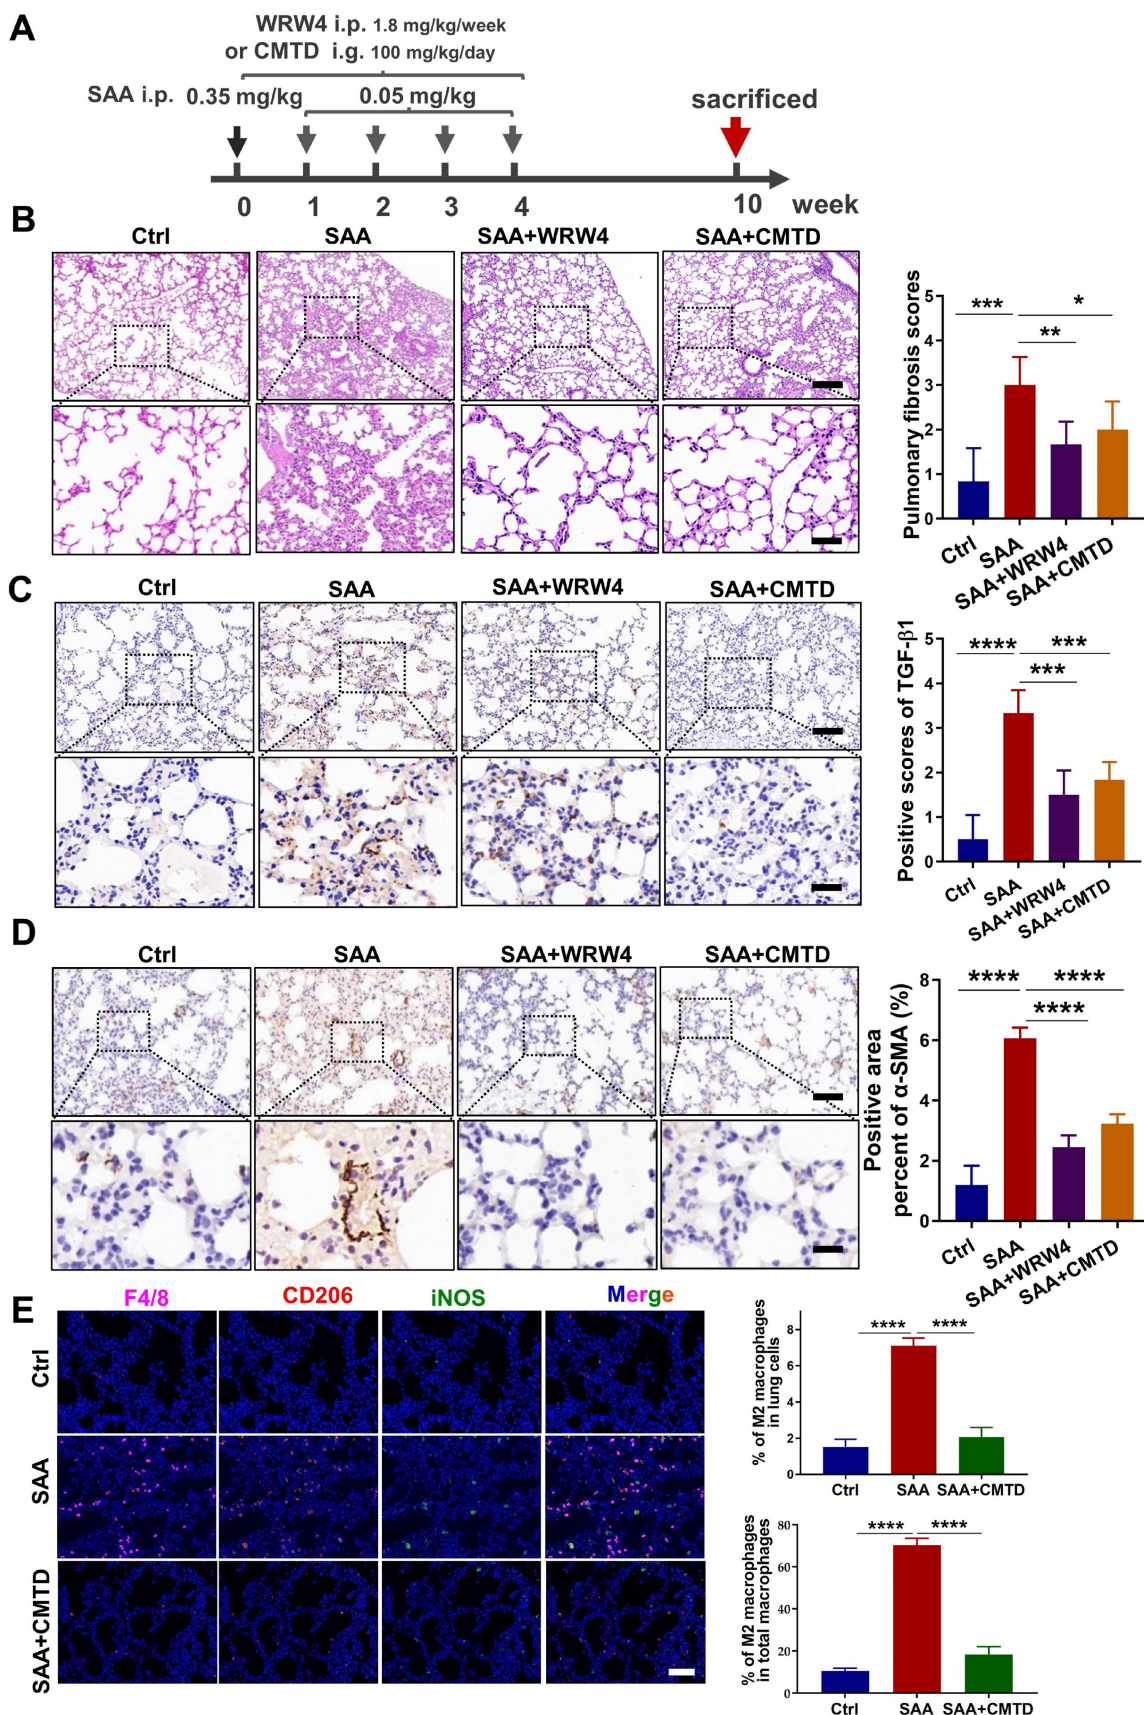 A
WRW4 i.p. 1.8 mg/kg/week
or CMTD i.g. 100 mg/kg/day
SAA i.p. 0.35 mg/kg 0.05 mg/kg sacrificed
0 1 2 3 4 10 week
B
Ctrl SAA SAA+WRW4 SAA+CMTD
Pulmonary fibrosis scores
5
4
3
2
1
0
*** * **
Ctrl SAA SAA+WRW4 SAA+CMTD
C
Ctrl SAA SAA+WRW4 SAA+CMTD
Positive scores of TGF-β1
5
4
3
2
1
0
**** *** ***
Ctrl SAA SAA+WRW4 SAA+CMTD
D
Ctrl SAA SAA+WRW4 SAA+CMTD
Positive area
percent of α-SMA (%)
8
6
4
2
0
**** **** ****
Ctrl SAA SAA+WRW4 SAA+CMTD
E
F4/8 CD206 iNOS Merge
Ctrl
SAA
SAA+CMTD
% of M2 macrophages
in lung cells
8
6
4
2
0
**** ****
Ctrl SAA SAA+CMTD
% of M2 macrophages
in total macrophages
80
60
40
20
0
**** ****
Ctrl SAA SAA+CMTD